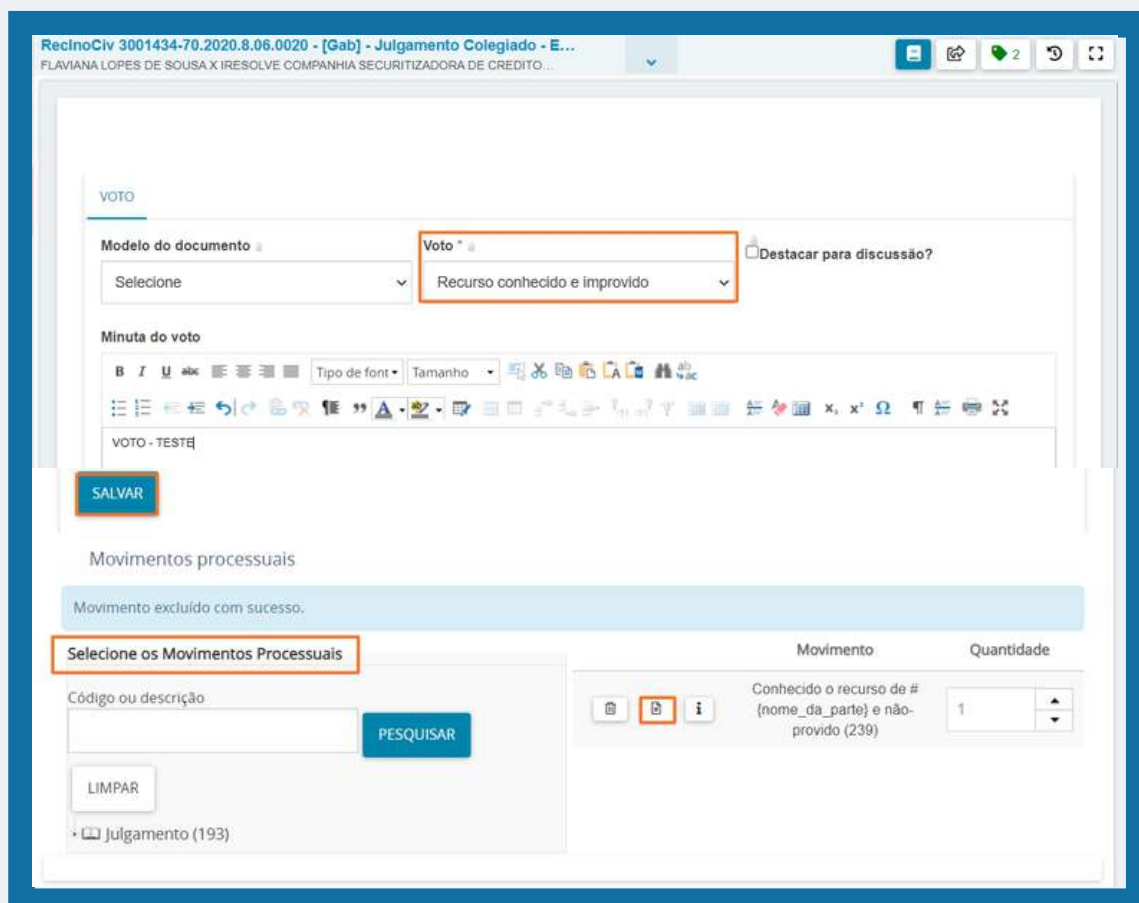 RecInoCiv 3001434-70.2020.8.06.0020 - [Gab] - Julgamento Colegiado - E...
FLAVIANA LOPES DE SOUSA X IRESOLVE COMPANHIA SECURITIZADORA DE CREDITO...
2
VOTO
Modelo do documento
Voto *
Destacar para discussão?
Selecione
Recurso conhecido e improvido
Minuta do voto
B I U abc Tipo de font Tamanho
VOTO - TESTE
SALVAR
Movimentos processuais
Movimento excluído com sucesso.
Selecione os Movimentos Processuais
Movimento Quantidade
Código ou descrição
PESQUISAR
Conhecido o recurso de #
{nome_da_parte} e não-
provido (239)
1
LIMPAR
Julgamento (193)